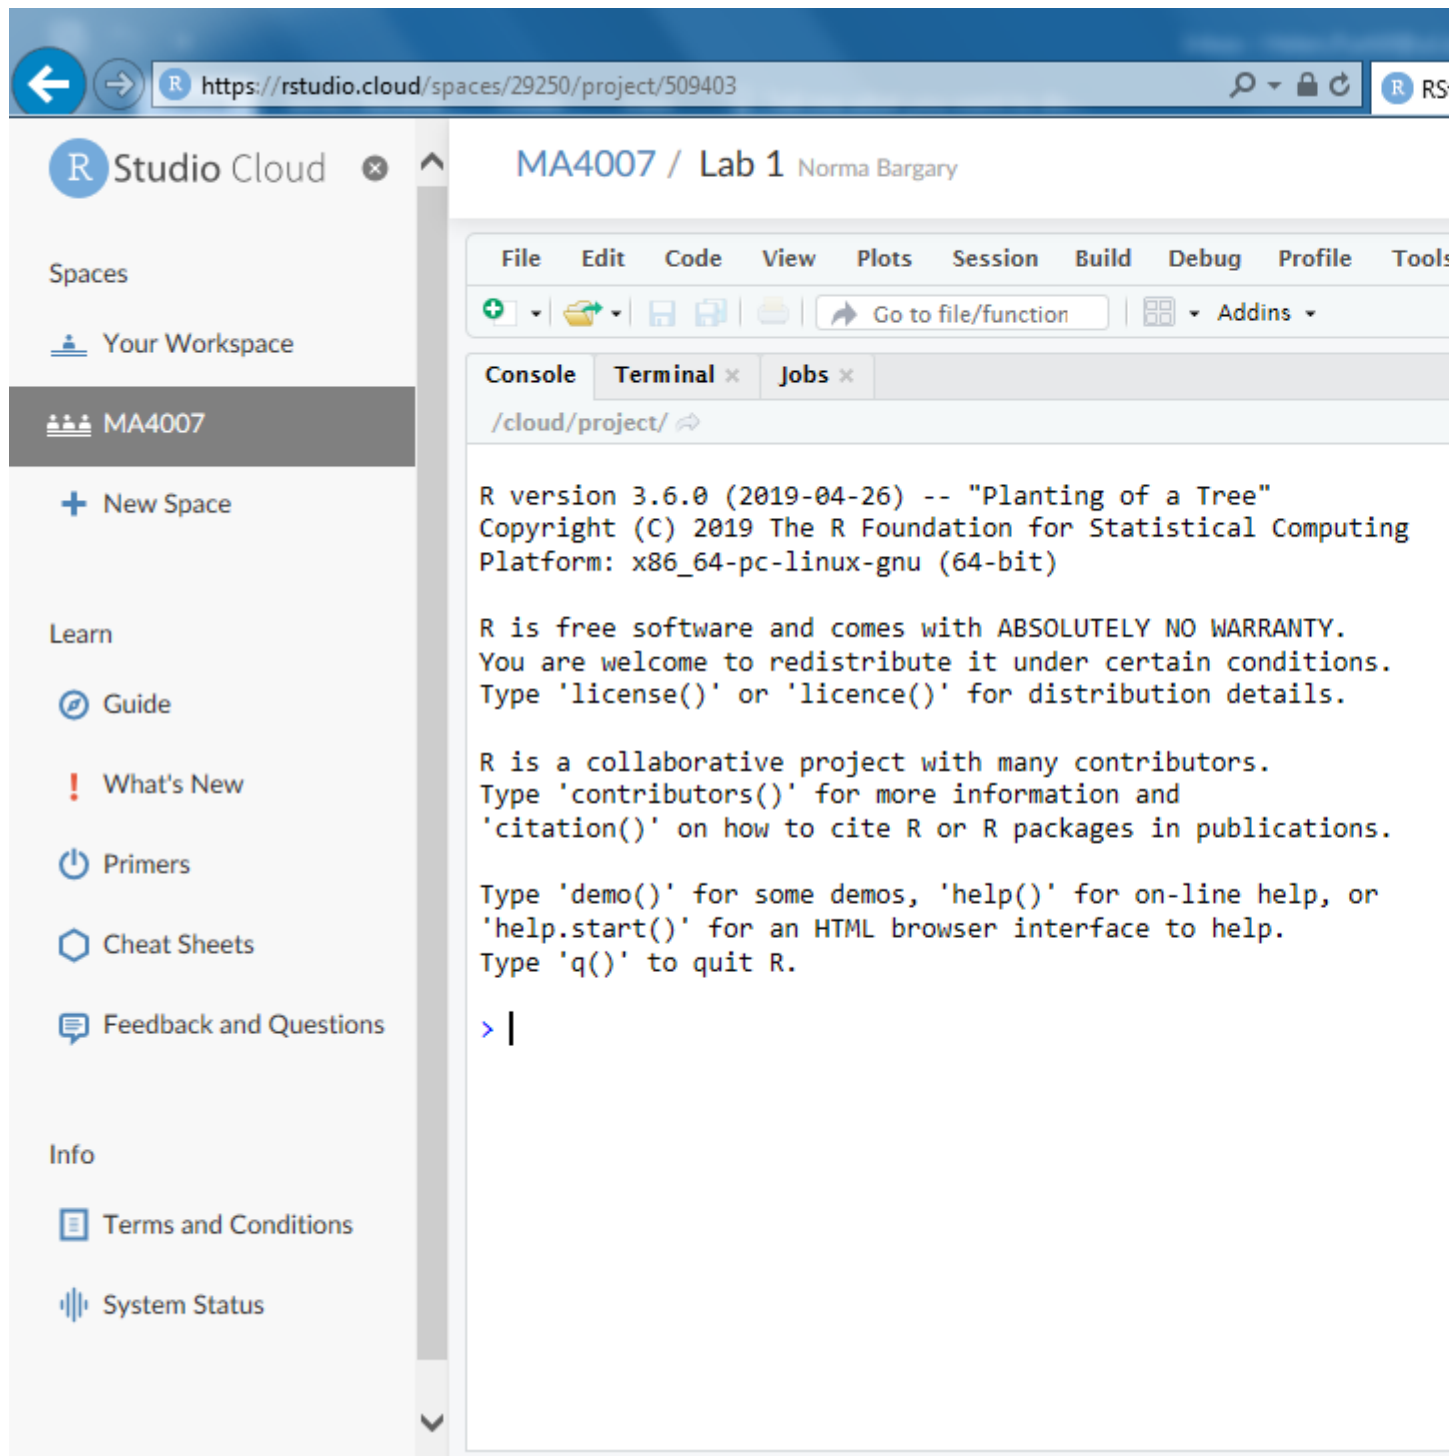 https://rstudio.cloud/spaces/29250/project/509403
R RS
R Studio Cloud
MA4007 / Lab 1 Norma Bargary
Spaces
Your Workspace
MA4007
New Space
Learn
Guide
What's New
Primers
Cheat Sheets
Feedback and Questions
Info
Terms and Conditions
System Status
File Edit Code View Plots Session Build Debug Profile Tools
Go to file/function Addins
Console Terminal Jobs
/cloud/project/
R version 3.6.0 (2019-04-26) -- "Planting of a Tree"
Copyright (C) 2019 The R Foundation for Statistical Computing
Platform: x86_64-pc-linux-gnu (64-bit)
R is free software and comes with ABSOLUTELY NO WARRANTY.
You are welcome to redistribute it under certain conditions.
Type 'license()' or 'licence()' for distribution details.
R is a collaborative project with many contributors.
Type 'contributors()' for more information and
'citation()' on how to cite R or R packages in publications.
Type 'demo()' for some demos, 'help()' for on-line help, or
'help.start()' for an HTML browser interface to help.
Type 'q()' to quit R.
>